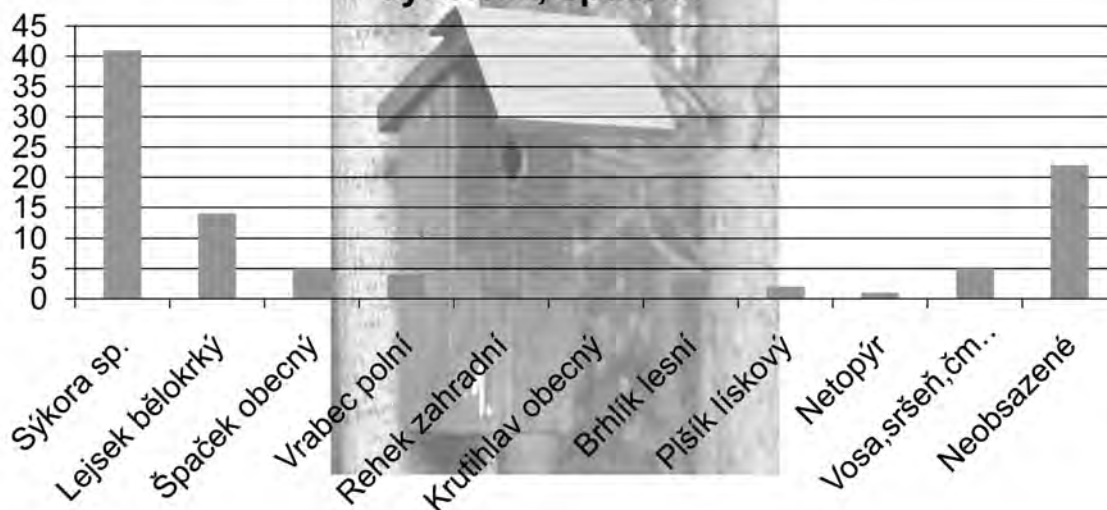 45
40
35
30
25
20
15
10
5
0
Sýkora sp.
Lejsek bělokrký
Špaček obecný
Vrabec polní
Rehek zahradní
Krutihlav obecný
Brhlík lesní
Plšík lískový
Netopýr
Vosa,sršeň,čm...
Neobsazené